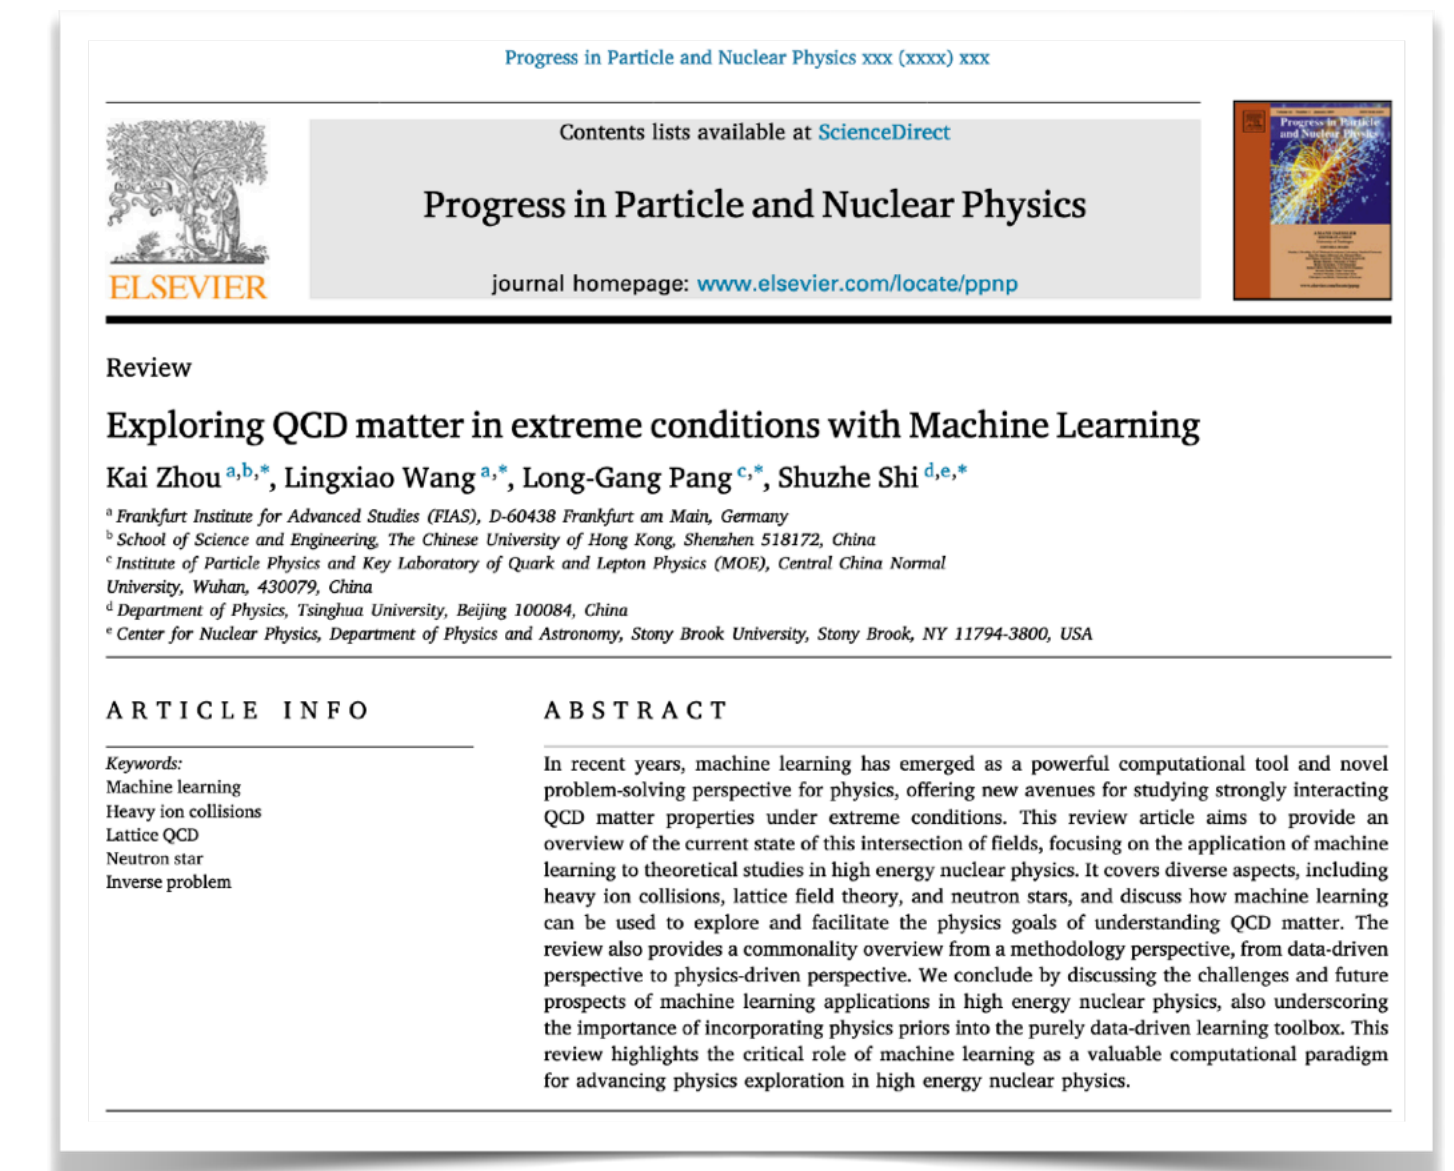 Progress in Particle and Nuclear Physics xxx (xxxx) xxx
Contents lists available at ScienceDirect
Progress in Particle and Nuclear Physics
journal homepage: www.elsevier.com/locate/ppnp
ELSEVIER
Progress in Particle
and Nuclear Physics
Review
Exploring QCD matter in extreme conditions with Machine Learning
Kai Zhou a,b,*, Lingxiao Wang a,*, Long-Gang Pang c,*, Shuzhe Shi d,e,*
a Frankfurt Institute for Advanced Studies (FIAS), D-60438 Frankfurt am Main, Germany
b School of Science and Engineering, The Chinese University of Hong Kong, Shenzhen 518172, China
c Institute of Particle Physics and Key Laboratory of Quark and Lepton Physics (MOE), Central China Normal
University, Wuhan, 430079, China
d Department of Physics, Tsinghua University, Beijing 100084, China
e Center for Nuclear Physics, Department of Physics and Astronomy, Stony Brook University, Stony Brook, NY 11794-3800, USA
ARTICLE INFO
Keywords:
Machine learning
Heavy ion collisions
Lattice QCD
Neutron star
Inverse problem
ABSTRACT
In recent years, machine learning has emerged as a powerful computational tool and novel
problem-solving perspective for physics, offering new avenues for studying strongly interacting
QCD matter properties under extreme conditions. This review article aims to provide an
overview of the current state of this intersection of fields, focusing on the application of machine
learning to theoretical studies in high energy nuclear physics. It covers diverse aspects, including
heavy ion collisions, lattice field theory, and neutron stars, and discuss how machine learning
can be used to explore and facilitate the physics goals of understanding QCD matter. The
review also provides a commonality overview from a methodology perspective, from data-driven
perspective to physics-driven perspective. We conclude by discussing the challenges and future
prospects of machine learning applications in high energy nuclear physics, also underscoring
the importance of incorporating physics priors into the purely data-driven learning toolbox. This
review highlights the critical role of machine learning as a valuable computational paradigm
for advancing physics exploration in high energy nuclear physics.